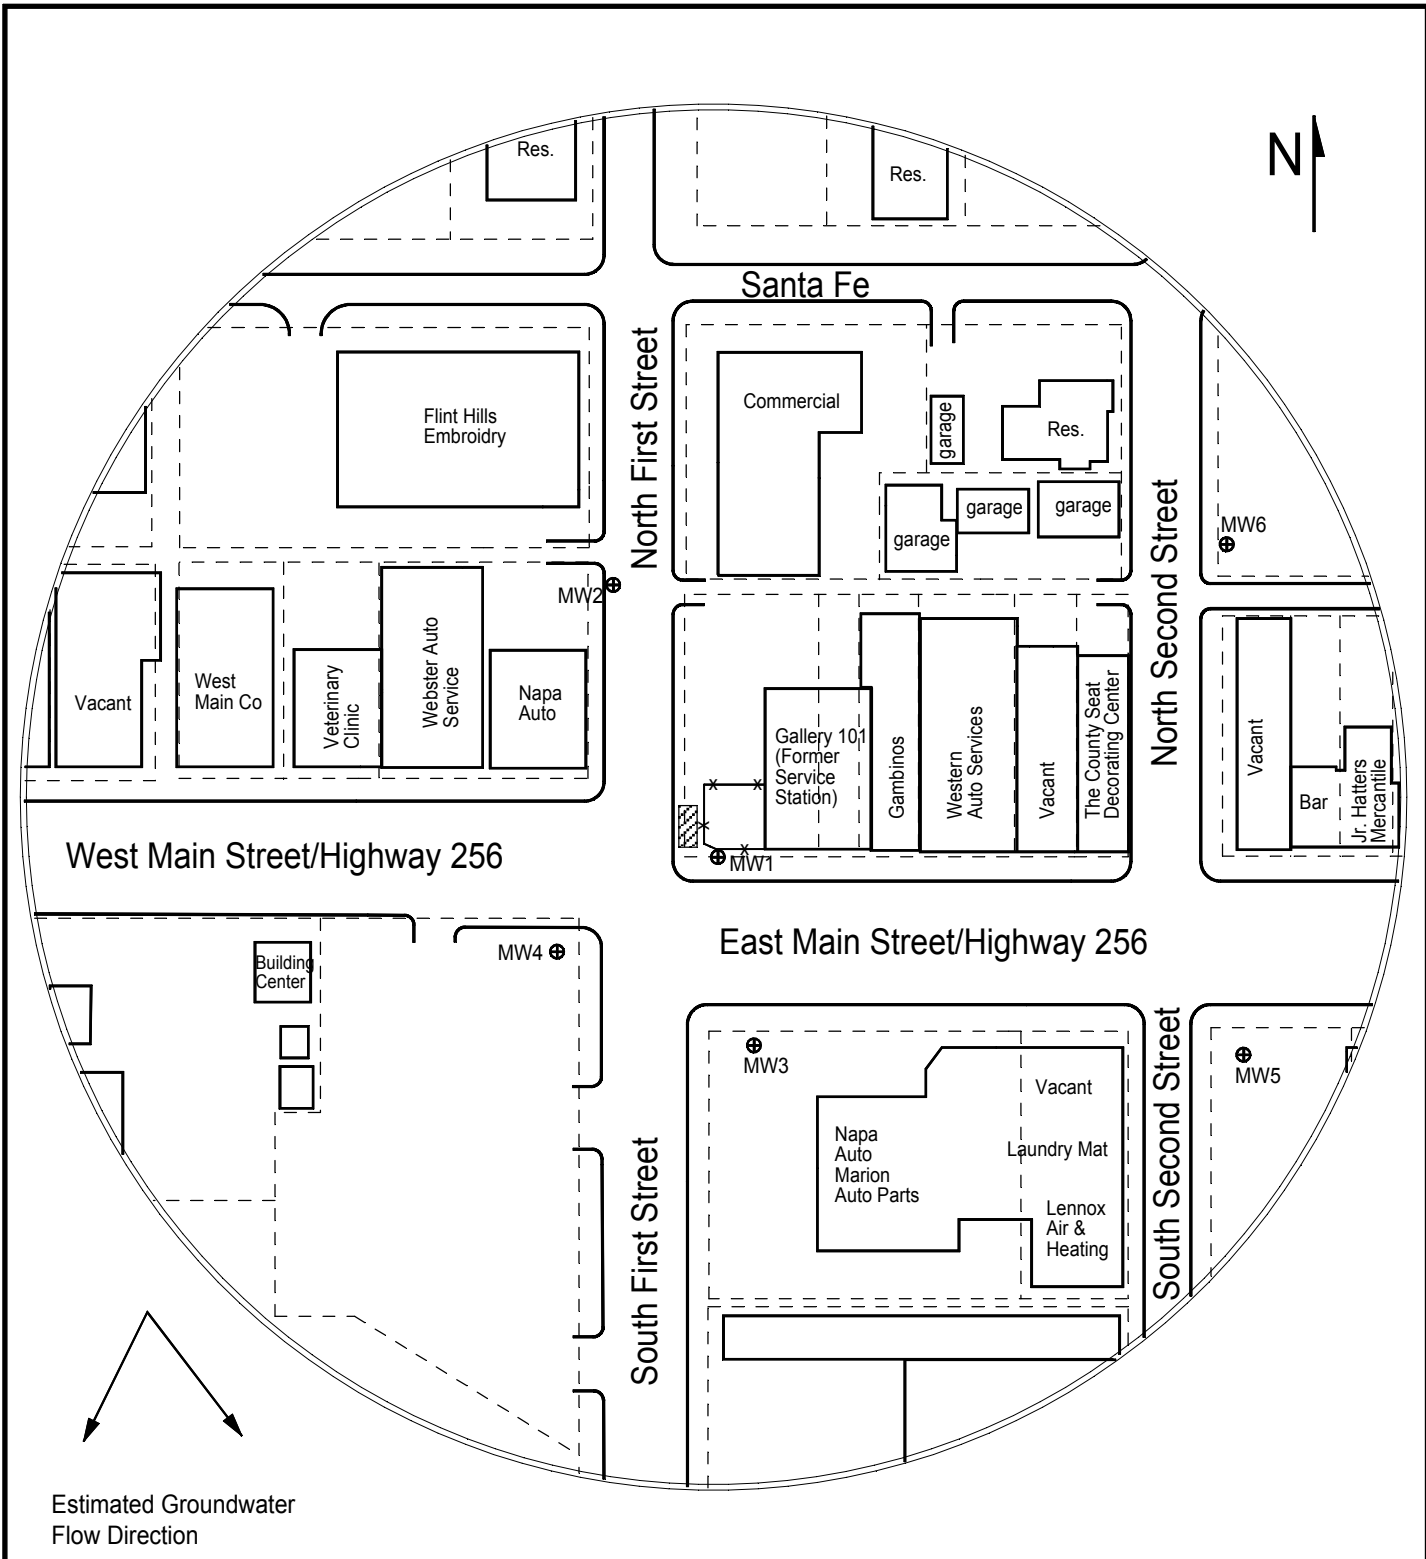 Res.
Res.
N
Santa Fe
North First Street
Commercial
Flint Hills
Embroidry
garage
Res.
garage
garage
garage
North Second Street
MW6
MW2
Vacant
West
Main Co
Veterinary
Clinic
Webster Auto
Service
Napa
Auto
Gallery 101
(Former
Service
Station)
Gambinos
Western
Auto Services
Vacant
The County Seat
Decorating Center
Vacant
Bar
Jr. Hatters
Mercantile
x
x
x
x
MW1
West Main Street/Highway 256
East Main Street/Highway 256
MW4
Building
Center
MW3
MW5
South First Street
Napa
Auto
Marion
Auto Parts
Vacant
Laundry Mat
Lennox
Air &
Heating
South Second Street
Estimated Groundwater
Flow Direction